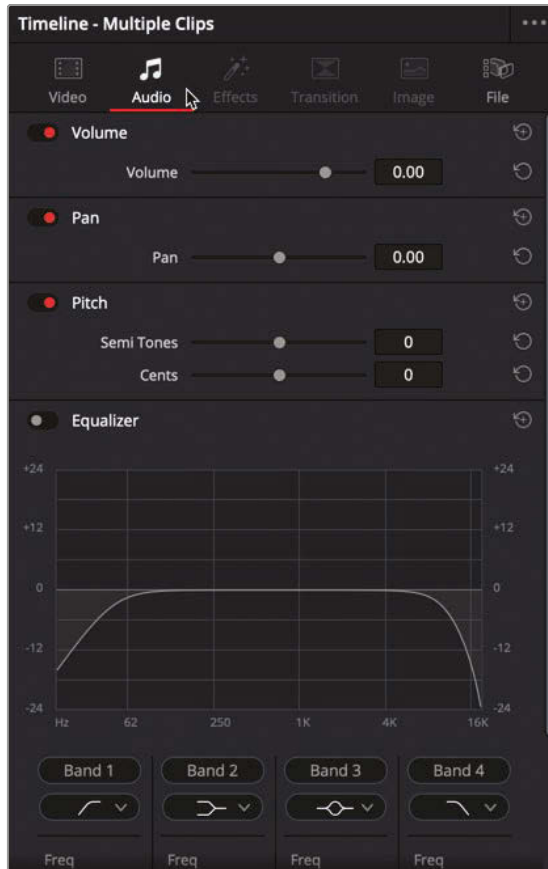 Timeline - Multiple Clips
Video Audio Effects Transition Image File
Volume
Volume 0.00
Pan
Pan 0.00
Pitch
Semi Tones 0
Cents 0
Equalizer
+24 +24
+12 +12
0 0
-12 -12
-24 -24
Hz 62 250 1K 4K 16K
Band 1 Band 2 Band 3 Band 4
Freq Freq Freq Freq